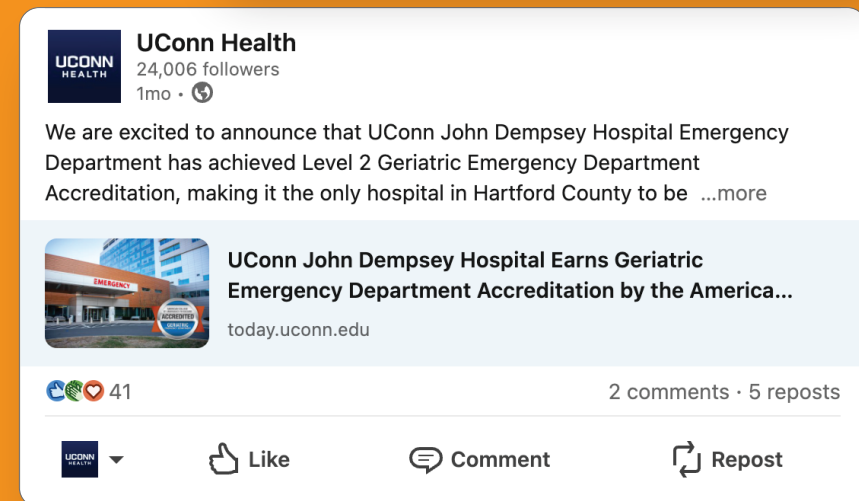 UCONN
HEALTH
UConn Health
24,006 followers
1mo •
We are excited to announce that UConn John Dempsey Hospital Emergency
Department has achieved Level 2 Geriatric Emergency Department
Accreditation, making it the only hospital in Hartford County to be ...more
EMERGENCY
ACCREDITED
GERIATRIC
UConn John Dempsey Hospital Earns Geriatric
Emergency Department Accreditation by the America...
today.uconn.edu
41
2 comments · 5 reposts
UCONN
HEALTH
Like
Comment
Repost